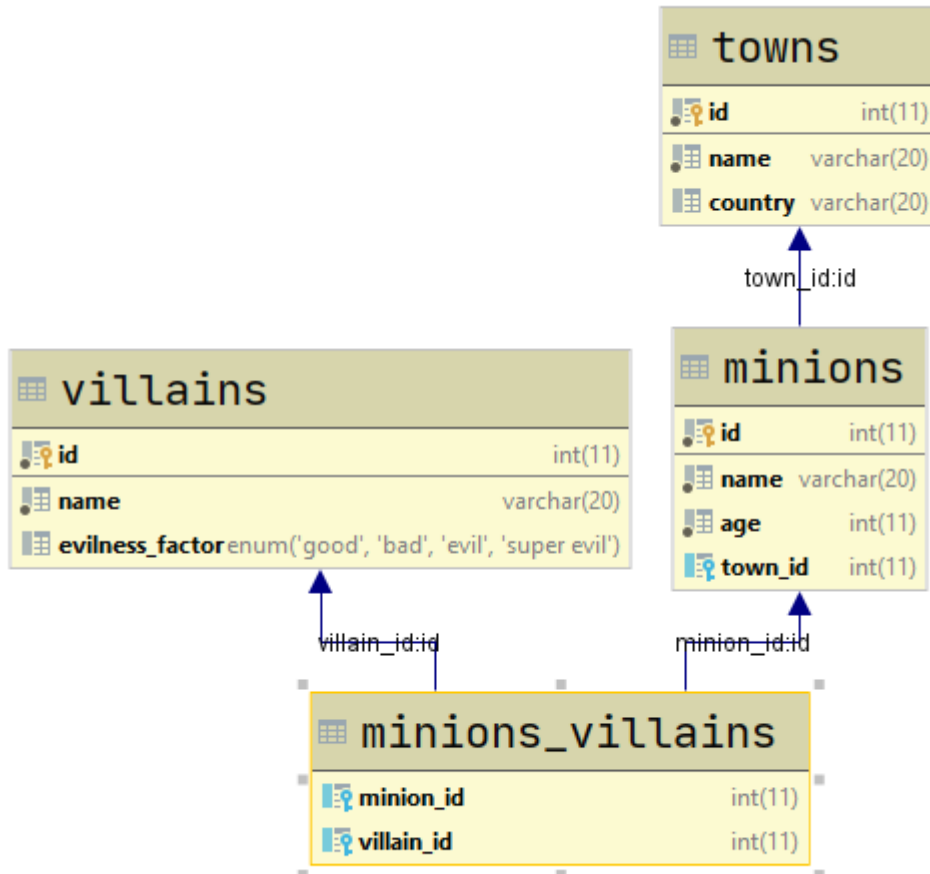 towns
id int(11)
name varchar(20)
country varchar(20)
town_id:id
villains
id int(11)
name varchar(20)
evilness_factor enum('good', 'bad', 'evil', 'super evil')
minions
id int(11)
name varchar(20)
age int(11)
town_id int(11)
villain_id:id
minion_id:id
minions_villains
minion_id int(11)
villain_id int(11)